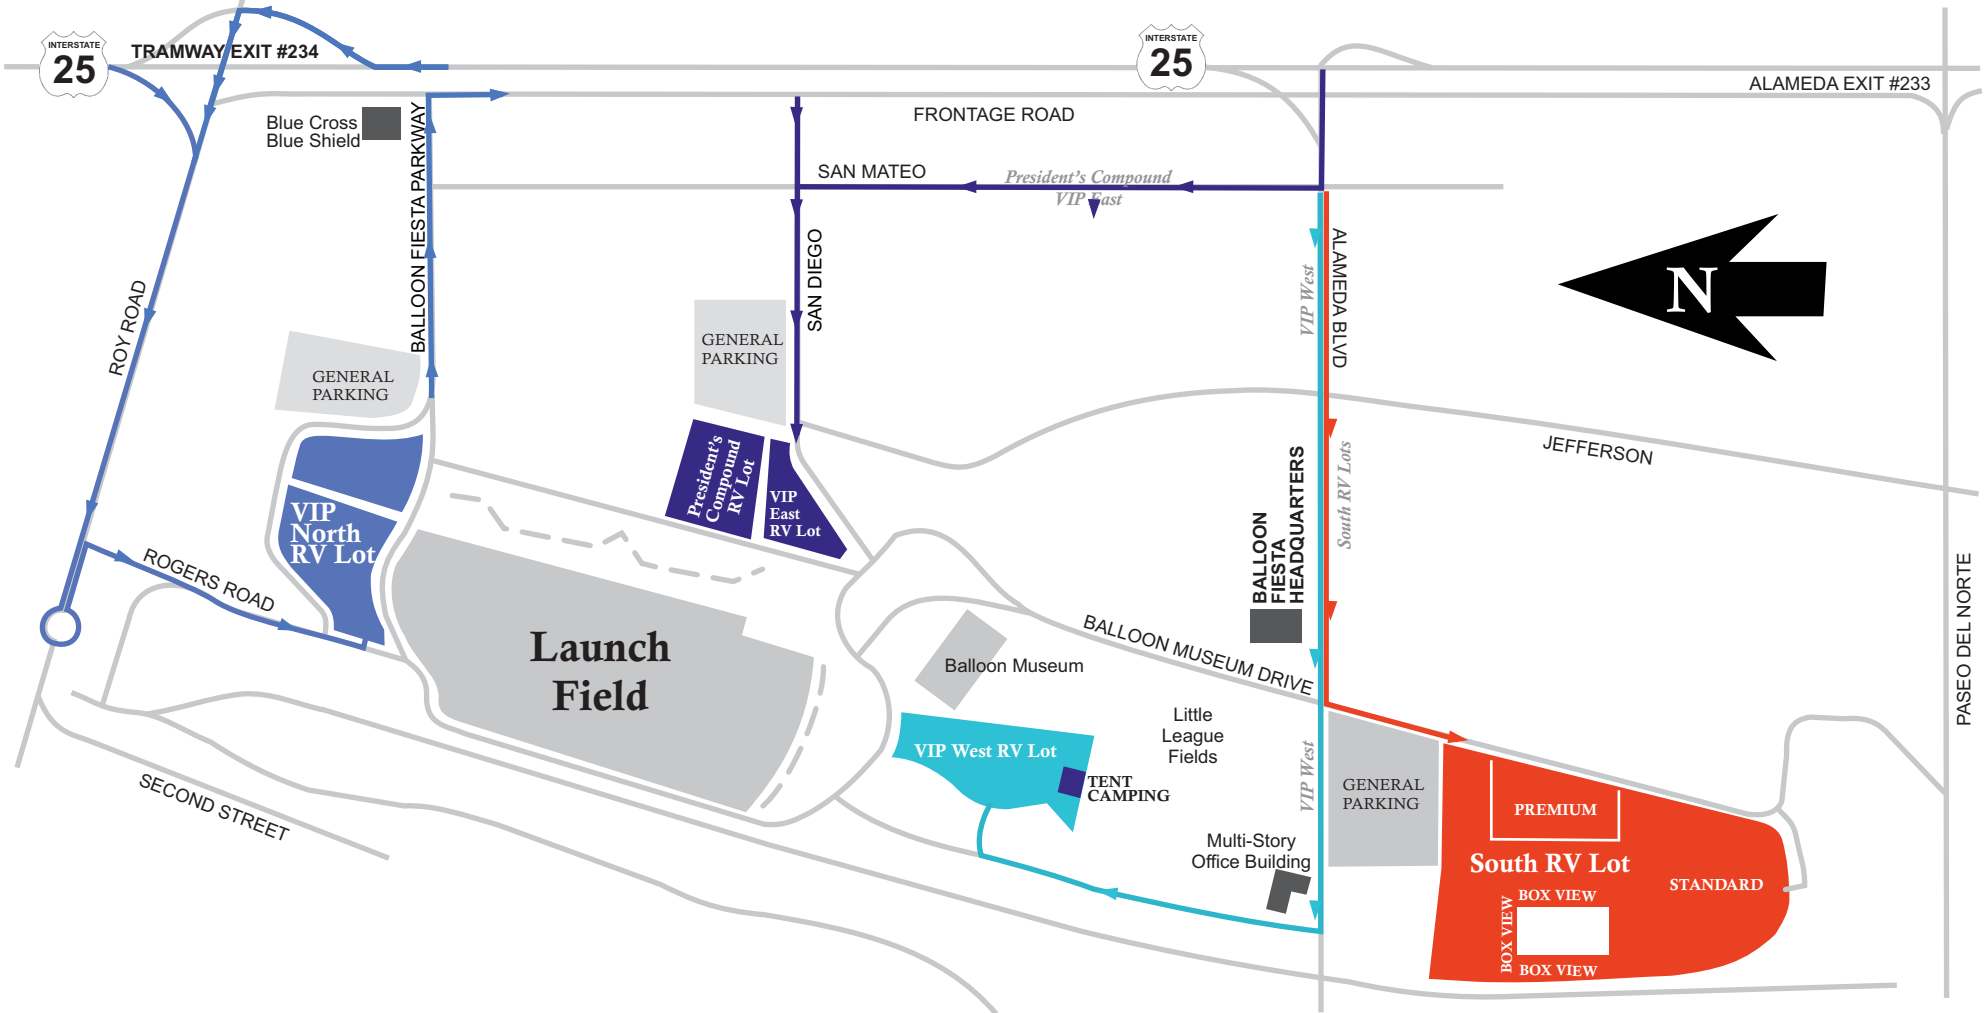 INTERSTATE
25
TRAMWAY EXIT #234
INTERSTATE
25
ALAMEDA EXIT #233
Blue Cross
Blue Shield
BALLOON FIESTA PARKWAY
FRONTAGE ROAD
SAN MATEO
President's Compound
VIP East
ROY ROAD
SAN DIEGO
VIP West
ALAMEDA BLVD
N
GENERAL
PARKING
GENERAL
PARKING
JEFFERSON
President's
Compound
RV Lot
VIP
East
RV Lot
VIP
North
RV Lot
BALLOON
FIESTA
HEADQUARTERS
South RV Lots
ROGERS ROAD
PASEO DEL NORTE
Launch
Field
BALLOON MUSEUM DRIVE
Balloon Museum
Little
League
Fields
VIP West RV Lot
TENT
CAMPING
VIP West
GENERAL
PARKING
SECOND STREET
Multi-Story
Office Building
PREMIUM
South RV Lot
STANDARD
BOX VIEW
BOX VIEW
BOX VIEW